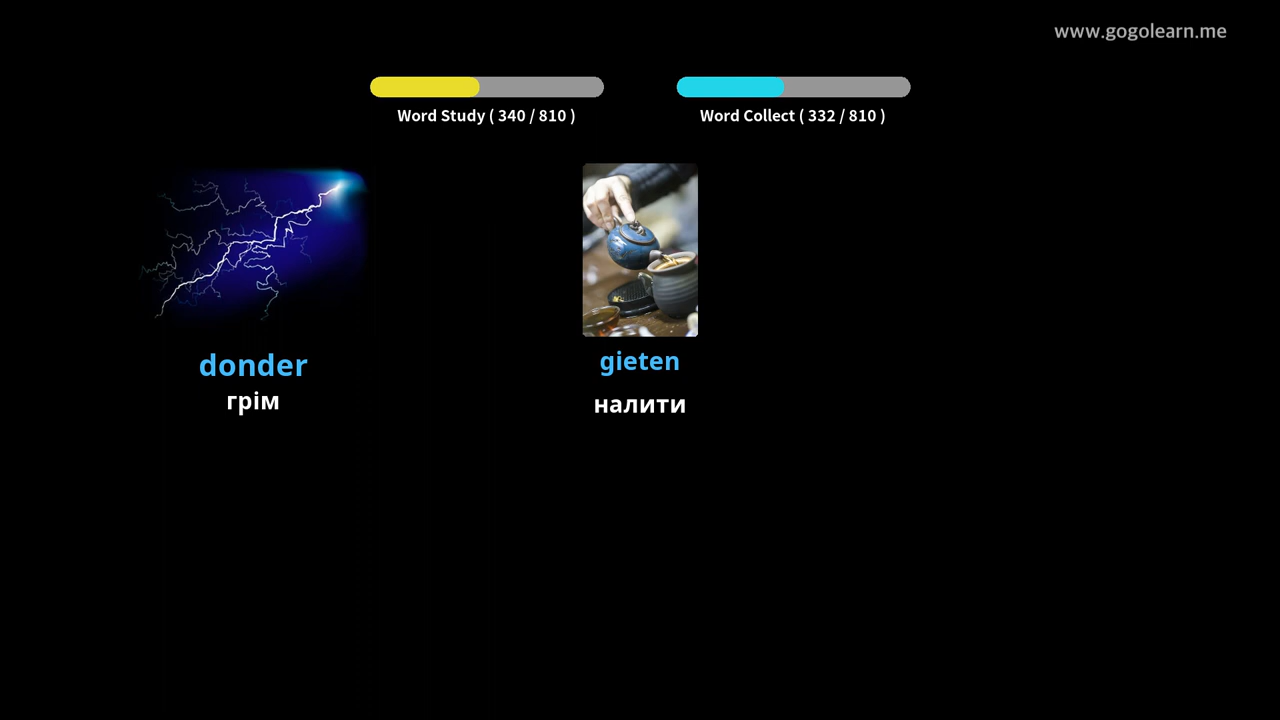 www.gogolearn.me
Word Study ( 340 / 810 )
Word Collect ( 332 / 810 )
donder
грім
gieten
налити